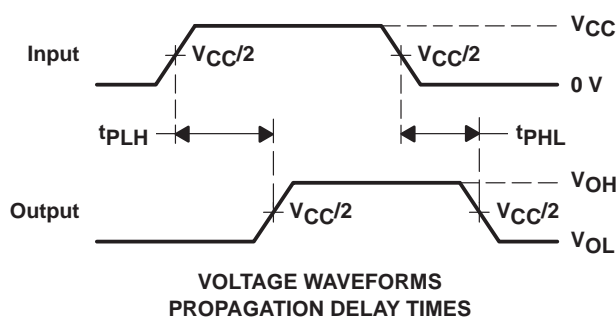 VCC
Input VCC/2 VCC/2
0 V
tPLH tPHL
VOH
Output VCC/2 VCC/2
VOL
VOLTAGE WAVEFORMS
PROPAGATION DELAY TIMES